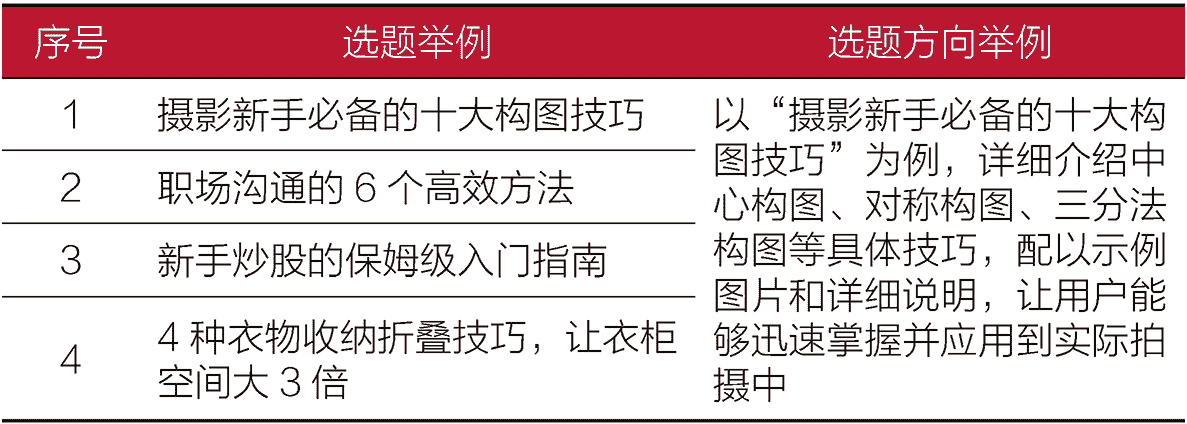 序号 选题举例 选题方向举例
1 摄影新手必备的十大构图技巧
2 职场沟通的 6 个高效方法
3 新手炒股的保姆级入门指南
4 4 种衣物收纳折叠技巧，让衣柜
空间大 3 倍
以“摄影新手必备的十大构
图技巧”为例，详细介绍中
心构图、对称构图、三分法
构图等具体技巧，配以示例
图片和详细说明，让用户能
够迅速掌握并应用到实际拍
摄中